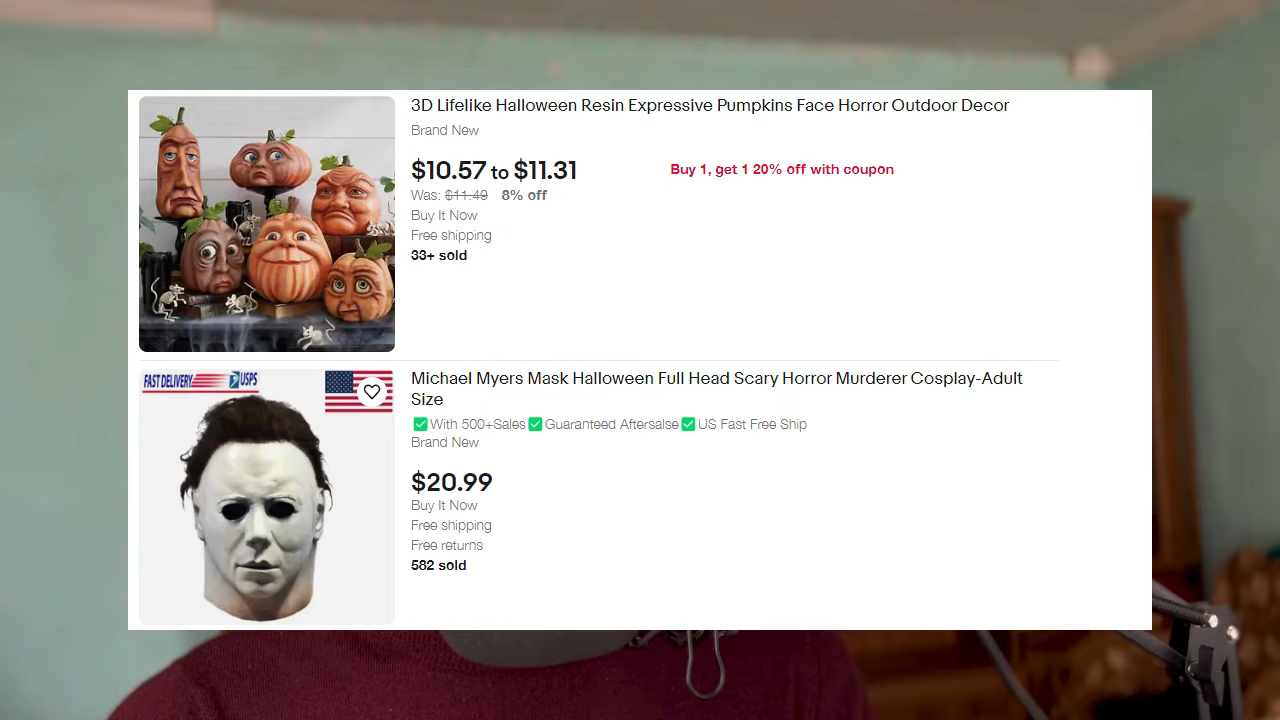 3D Lifelike Halloween Resin Expressive Pumpkins Face Horror Outdoor Decor
Brand New
$10.57 to $11.31
Buy 1, get 1 20% off with coupon
Was: $11.49 8% off
Buy It Now
Free shipping
33+ sold
FAST DELIVERY USPS
Michael Myers Mask Halloween Full Head Scary Horror Murderer Cosplay-Adult
Size
✅With 500+Sales✅Guaranteed Aftersalse✅US Fast Free Ship
Brand New
$20.99
Buy It Now
Free shipping
Free returns
582 sold